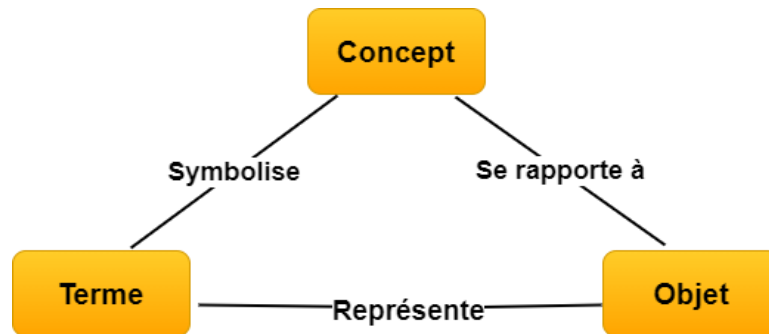 Concept
Symbolise
Se rapporte à
Terme
Représente
Objet